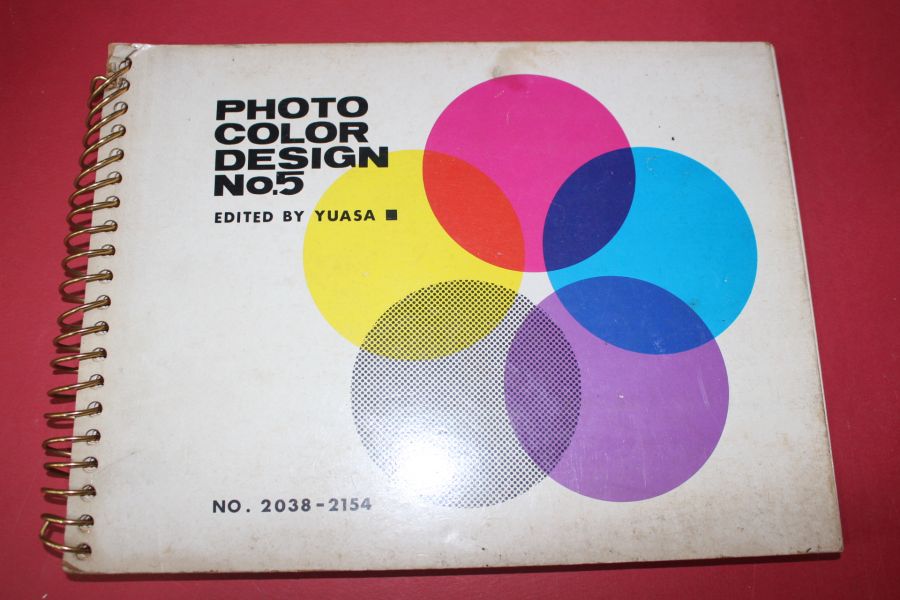 PHOTO
COLOR
DESIGN
No.5
EDITED BY YUASA ■
NO. 2038-2154